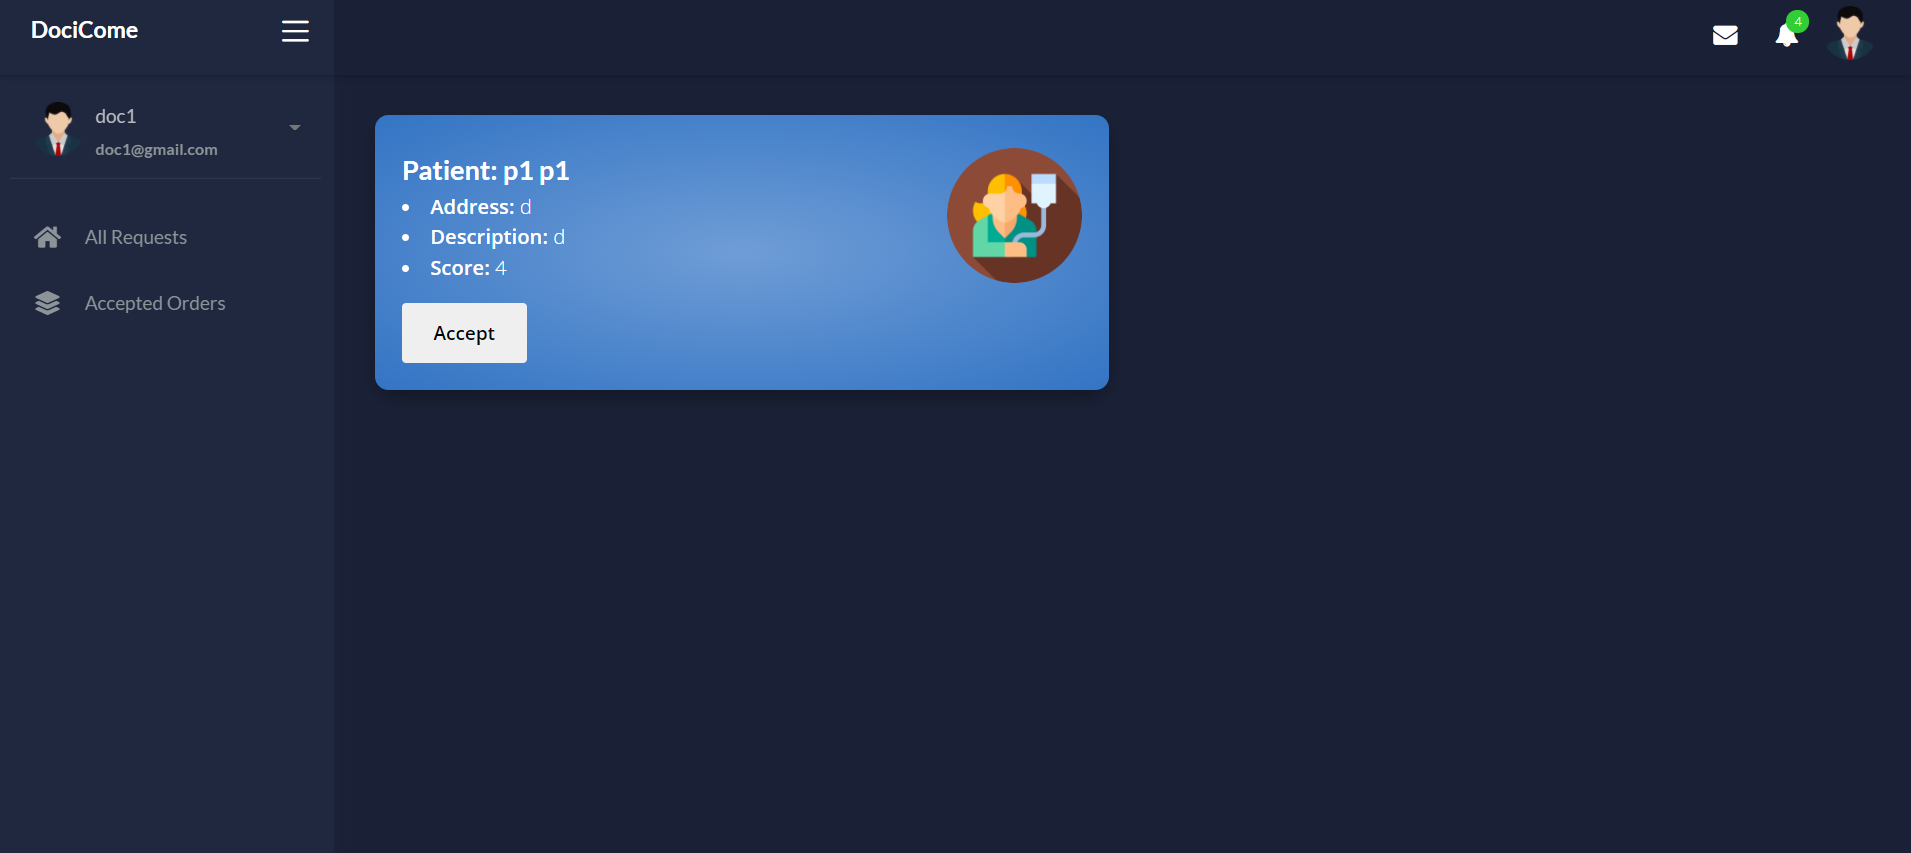 DociCome
4
doc1
doc1@gmail.com
All Requests
Accepted Orders
Patient: p1 p1
Address: d
Description: d
Score: 4
Accept